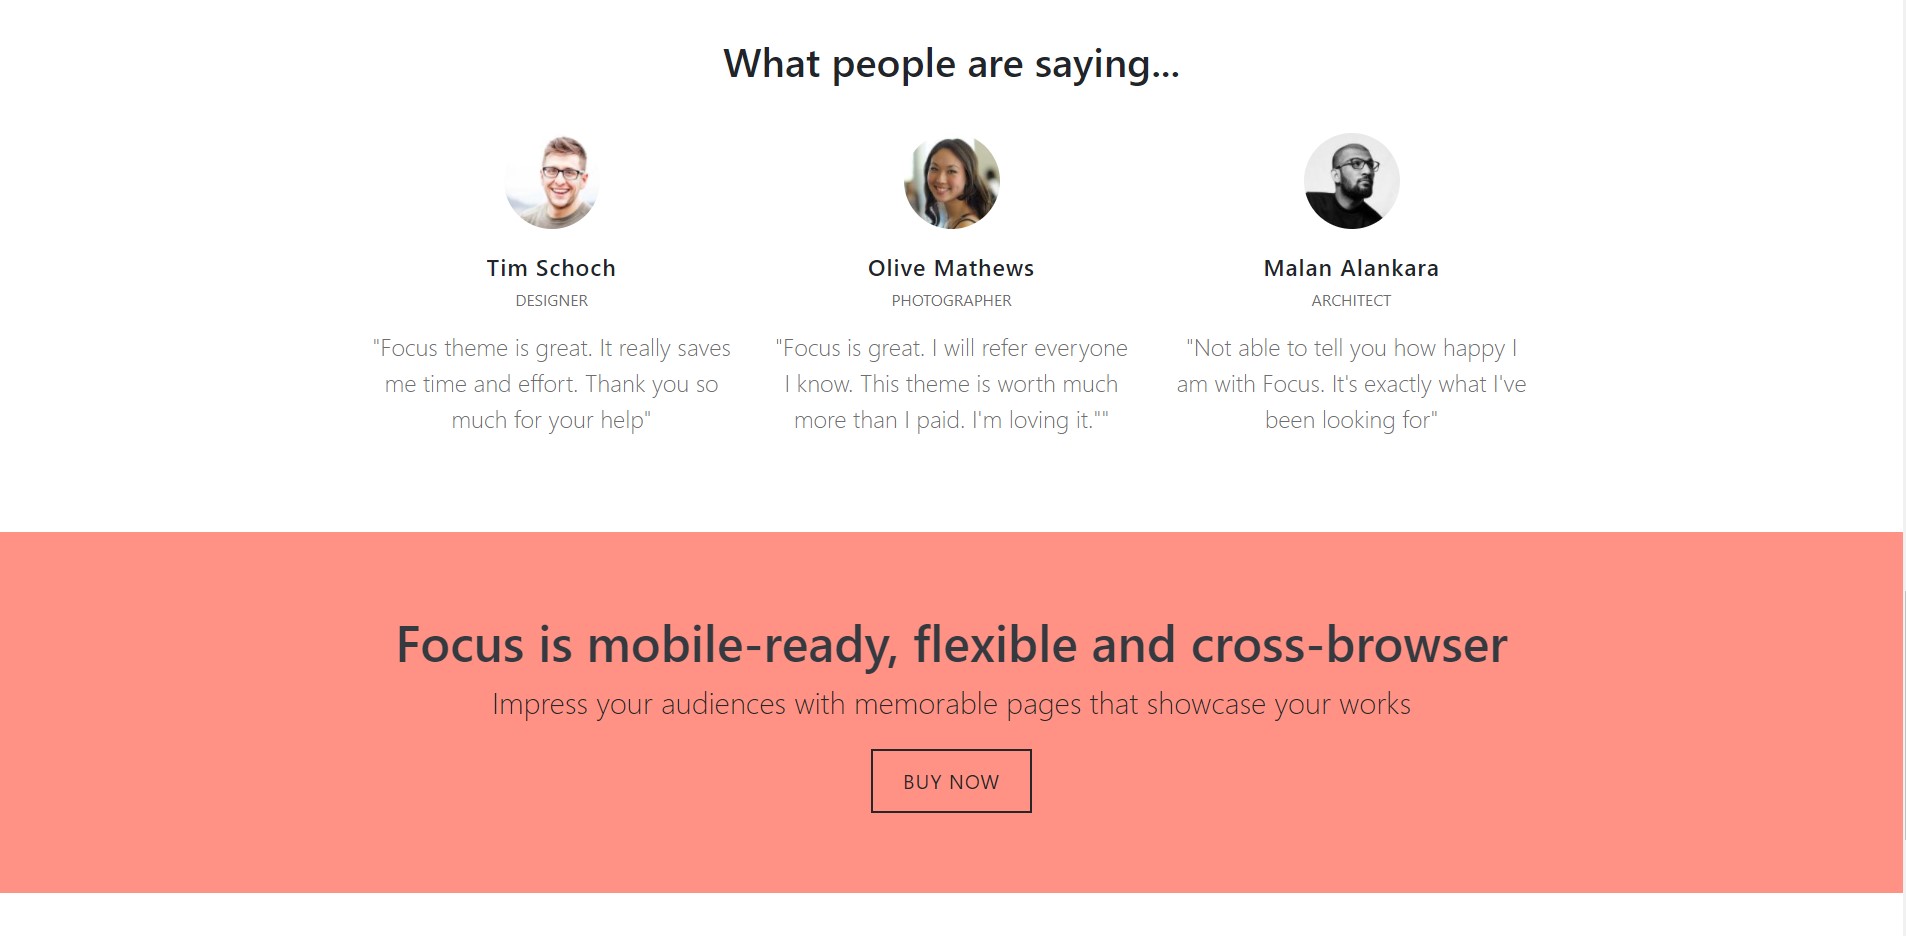 What people are saying...
Tim Schoch
DESIGNER
"Focus theme is great. It really saves
me time and effort. Thank you so
much for your help"
Olive Mathews
PHOTOGRAPHER
"Focus is great. I will refer everyone
I know. This theme is worth much
more than I paid. I'm loving it.""
Malan Alankara
ARCHITECT
"Not able to tell you how happy I
am with Focus. It's exactly what I've
been looking for"
Focus is mobile-ready, flexible and cross-browser
Impress your audiences with memorable pages that showcase your works
BUY NOW